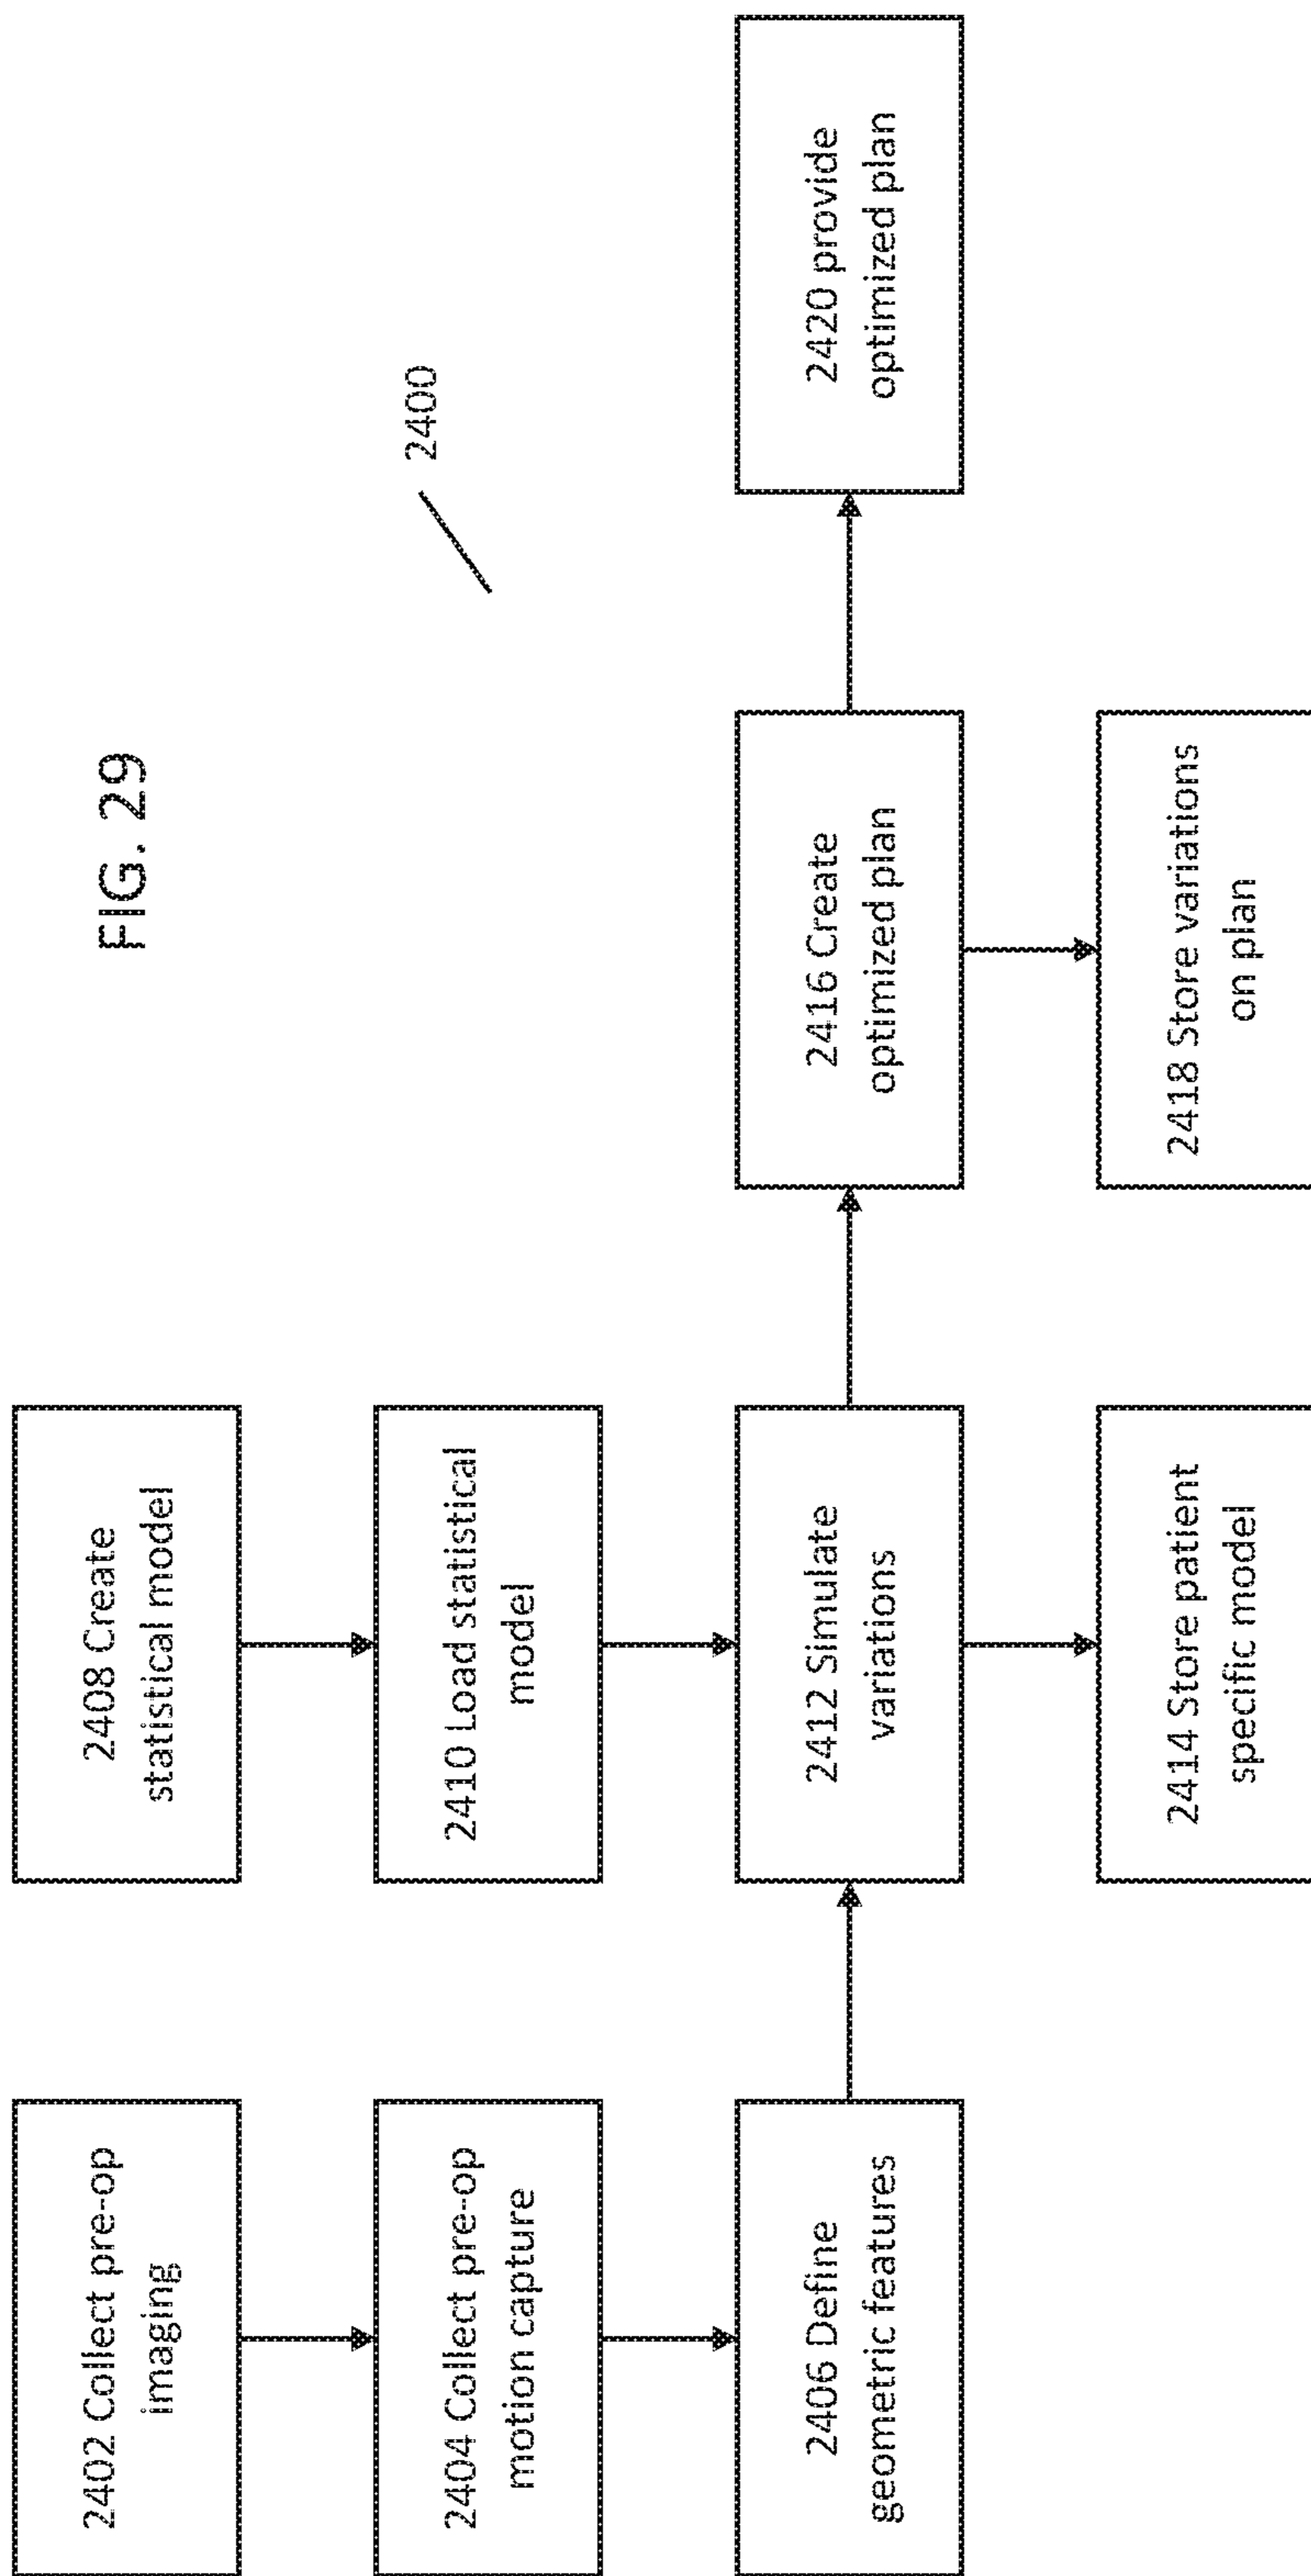 FIG. 29
2400
2402 Collect pre-op
imaging
2404 Collect pre-op
motion capture
2406 Define
geometric features
2408 Create
statistical model
2410 Load statistical
model
2412 Simulate
variations
2414 Store patient
specific model
2416 Create
optimized plan
2418 Store variations
on plan
2420 provide
optimized plan